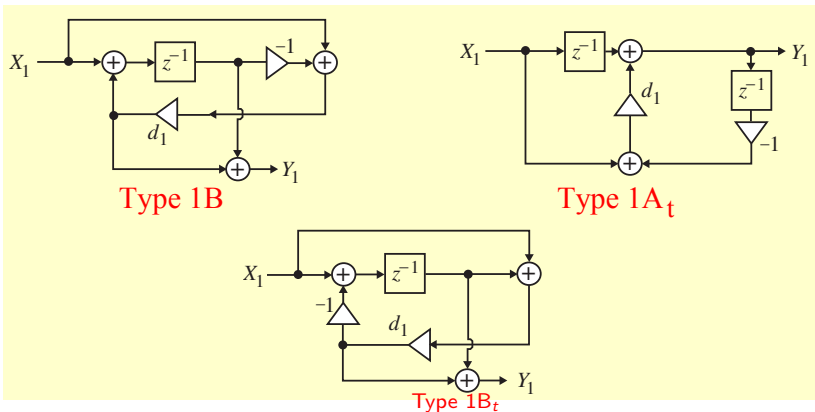 X₁ z⁻¹ −1
d₁
Y₁
Type 1B
X₁ z⁻¹ Y₁
z⁻¹
d₁
−1
Type 1A t
X₁ z⁻¹
−1
d₁
Y₁
Type 1Bₜ